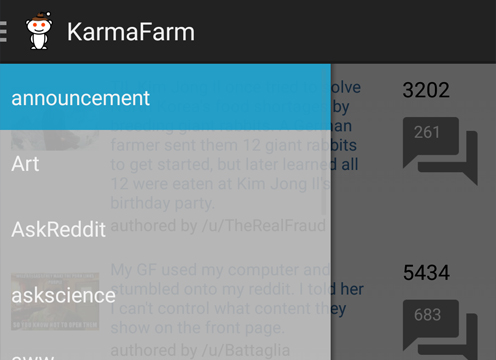 KarmaFarm
announcement
Art
AskReddit
askscience
aww
olve
by
an
farmer sent them 12 giant rabbits
to get started, but later learned all
12 were eaten at Kim Jong Il's
birthday party.
authored by /u/TheRealFraud
3202
261
My GF used my computer and
stumbled onto my reddit. I told her
I can't control what content they
show on the front page.
authored by /u/Battaglia
5434
683